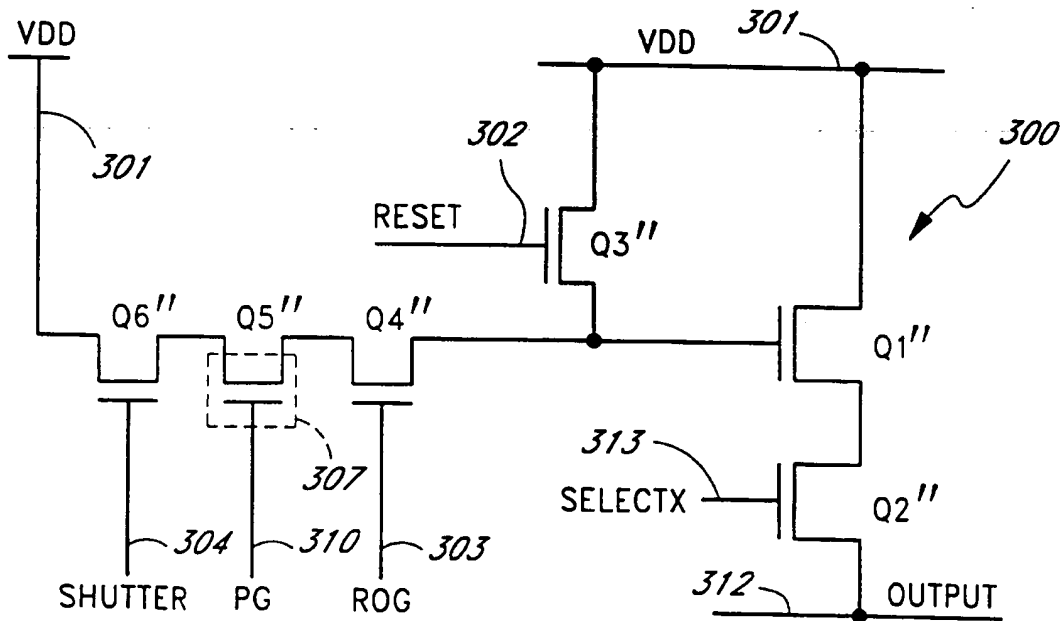 VDD
301
VDD
301
302
300
RESET
Q3"
Q6"
Q5"
Q4"
Q1"
307
313
SELECTX
Q2"
304
310
303
SHUTTER
PG
ROG
312
OUTPUT